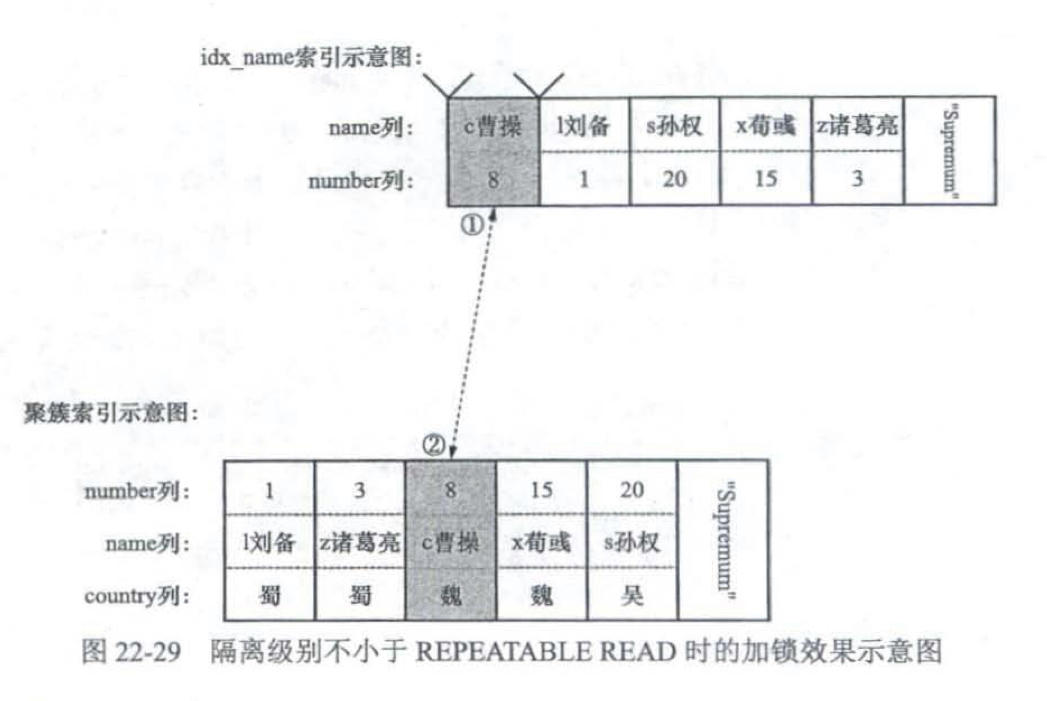 idx_name索引示意图：
name列： c曹操 l刘备 s孙权 x荀彧 z诸葛亮 "Supremum"
number列： 8 1 20 15 3
①
聚簇索引示意图：
②
number列： 1 3 8 15 20 "Supremum"
name列： l刘备 z诸葛亮 c曹操 x荀彧 s孙权
country列： 蜀 蜀 魏 魏 吴
图 22-29 隔离级别不小于 REPEATABLE READ 时的加锁效果示意图